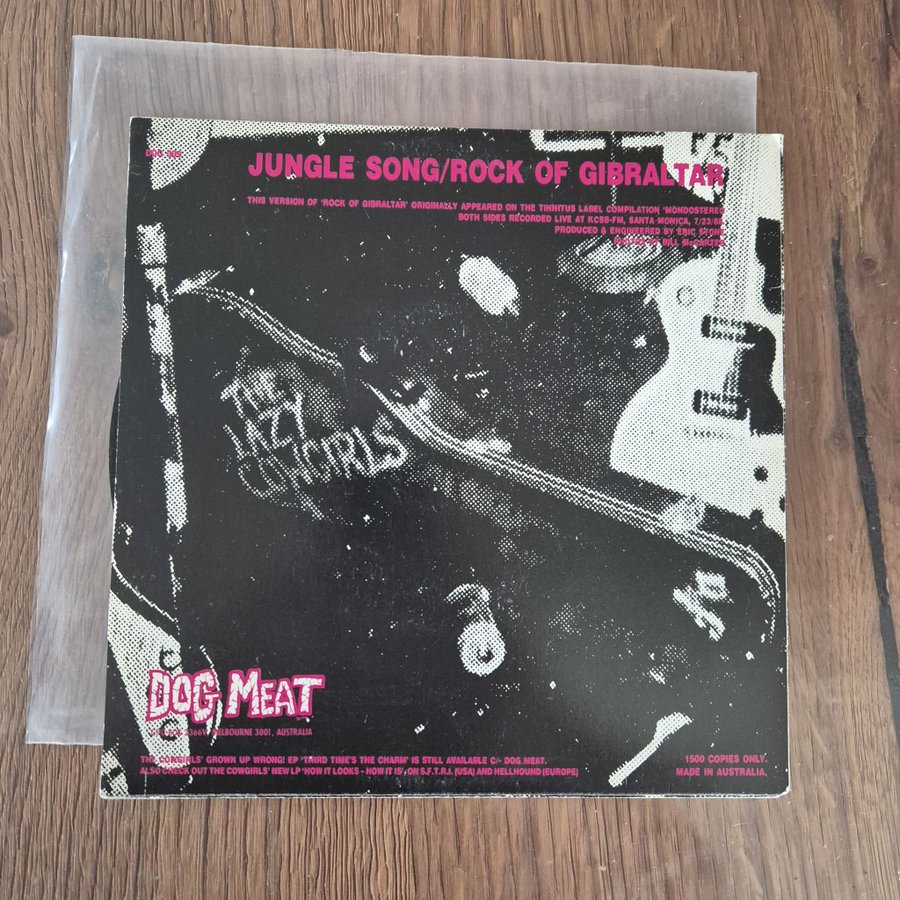 JUNGLE SONG/ROCK OF GIBRALTAR
THIS VERSION OF 'ROCK OF GIBRALTAR' ORIGINALLY APPEARED ON THE TINNITUS LABEL COMPILATION 'MONDOSTEREO
BOTH SIDES RECORDED LIVE AT KCSB-FM, SANTA MONICA, 7/23/88
PRODUCED & ENGINEERED BY ERIC STONE
BILL McCARTER
THE
LAZY
COWGIRLS
DOG MEAT
MELBOURNE 3001, AUSTRALIA
THE COWGIRLS' GROWN UP WRONG! EP 'THIRD TIME'S THE CHARM' IS STILL AVAILABLE C/- DOG MEAT.
ALSO CHECK OUT THE COWGIRLS' NEW LP 'HOW IT LOOKS - HOW IT IS', ON S.F.T.R.I. (USA) AND HELLHOUND (EUROPE)
1500 COPIES ONLY.
MADE IN AUSTRALIA.